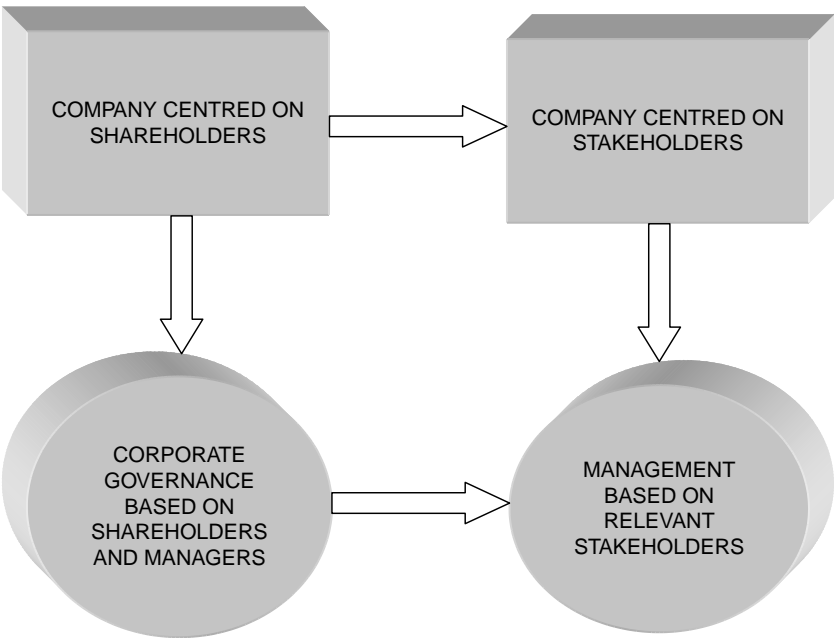 COMPANY CENTRED ON
SHAREHOLDERS
COMPANY CENTRED ON
STAKEHOLDERS
CORPORATE
GOVERNANCE
BASED ON
SHAREHOLDERS
AND MANAGERS
MANAGEMENT
BASED ON
RELEVANT
STAKEHOLDERS